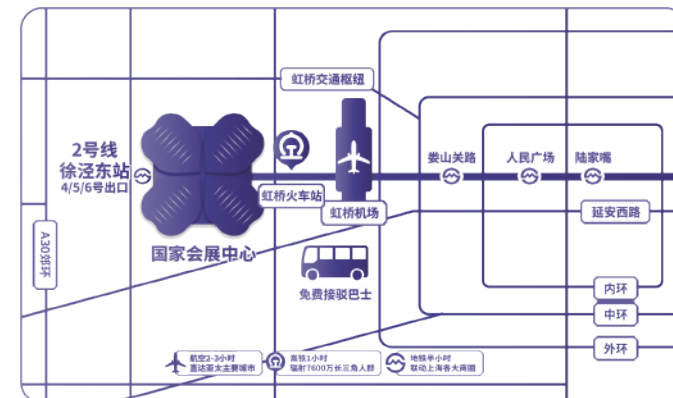 虹桥交通枢纽
2号线
徐泾东站
4/5/6号出口
娄山关路
人民广场
陆家嘴
虹桥火车站
虹桥机场
延安西路
A30郊环
国家会展中心
免费接驳巴士
内环
中环
外环
航空2-3小时
直达亚太主要城市
高铁1小时
辐射7600万长三角人群
地铁半小时
联动上海各大商圈